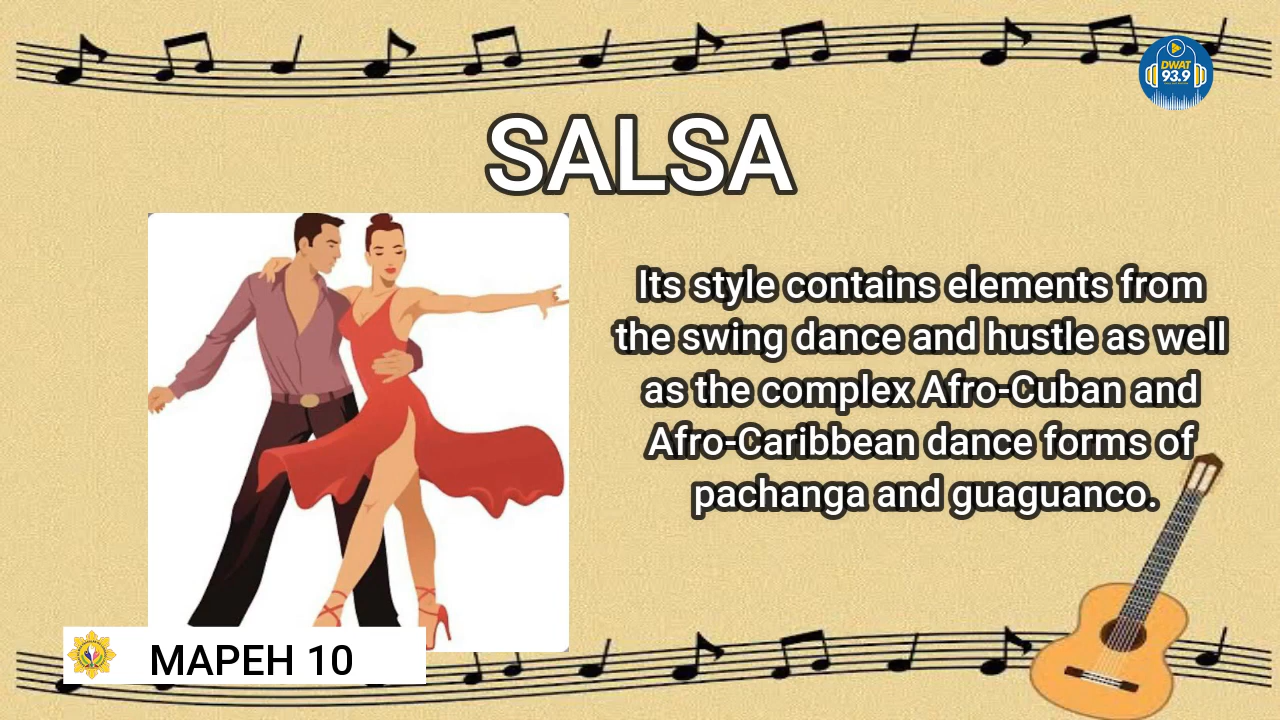 DWAT
93.9
SALSA
Its style contains elements from
the swing dance and hustle as well
as the complex Afro-Cuban and
Afro-Caribbean dance forms of
pachanga and guaguanco.
MAPEH 10